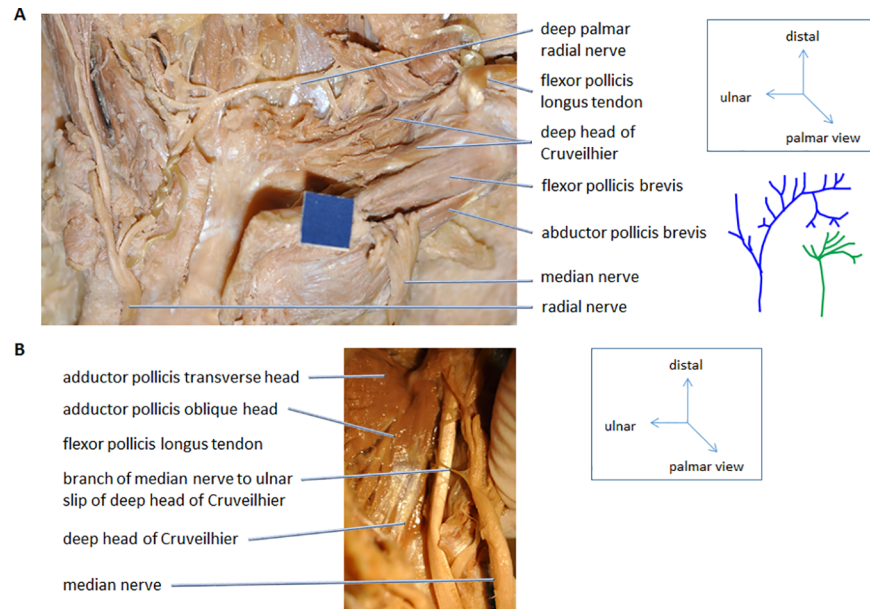 A
deep palmar
radial nerve
flexor pollicis
longus tendon
deep head of
Cruveilhier
flexor pollicis brevis
abductor pollicis brevis
median nerve
radial nerve
distal
ulnar
palmar view
B
adductor pollicis transverse head
adductor pollicis oblique head
flexor pollicis longus tendon
branch of median nerve to ulnar
slip of deep head of Cruveilhier
deep head of Cruveilhier
median nerve
distal
ulnar
palmar view